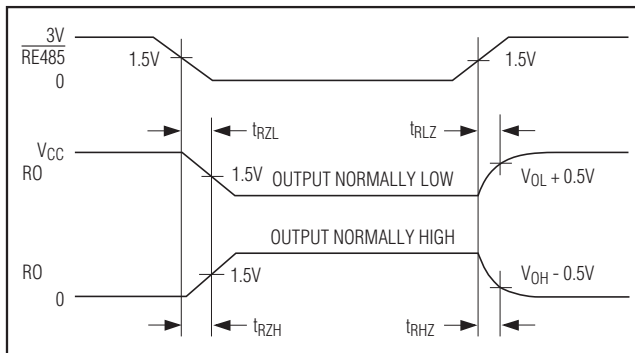 3V
RE485
0
1.5V
1.5V
tRZL
tRLZ
VCC
RO
1.5V
OUTPUT NORMALLY LOW
VOL + 0.5V
OUTPUT NORMALLY HIGH
RO
0
1.5V
VOH - 0.5V
tRZH
tRHZ